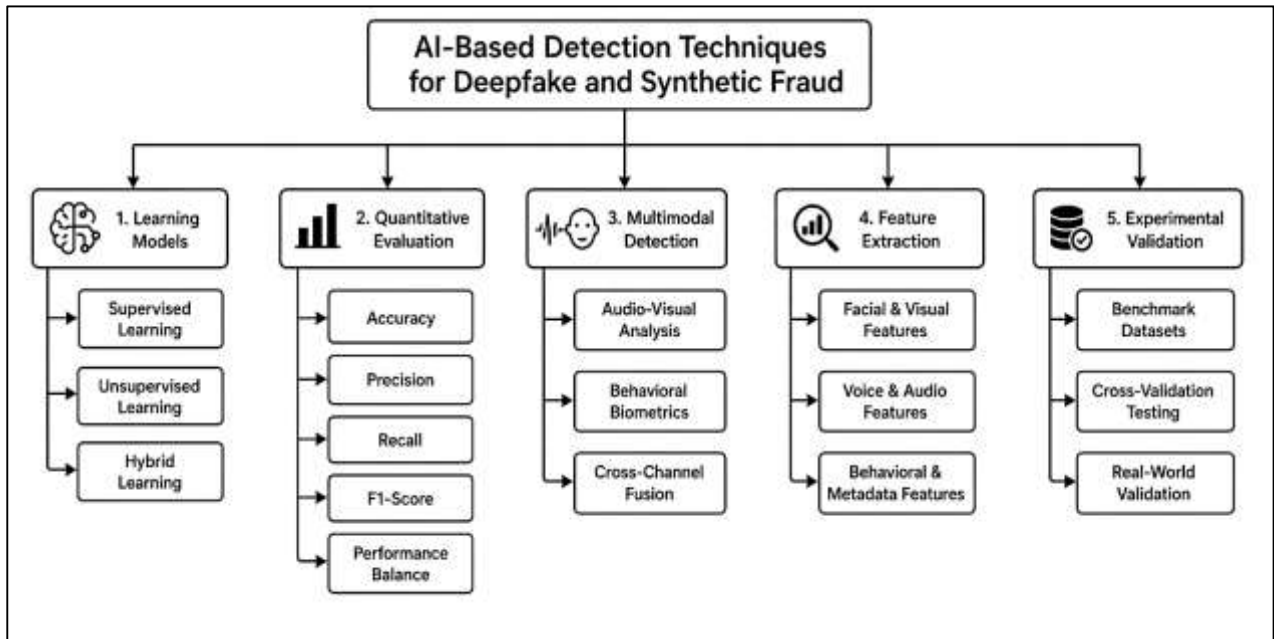 AI-Based Detection Techniques
for Deepfake and Synthetic Fraud
1. Learning
Models
Supervised
Learning
Unsupervised
Learning
Hybrid
Learning
2. Quantitative
Evaluation
Accuracy
Precision
Recall
F1-Score
Performance
Balance
3. Multimodal
Detection
Audio-Visual
Analysis
Behavioral
Biometrics
Cross-Channel
Fusion
4. Feature
Extraction
Facial & Visual
Features
Voice & Audio
Features
Behavioral &
Metadata Features
5. Experimental
Validation
Benchmark
Datasets
Cross-Validation
Testing
Real-World
Validation